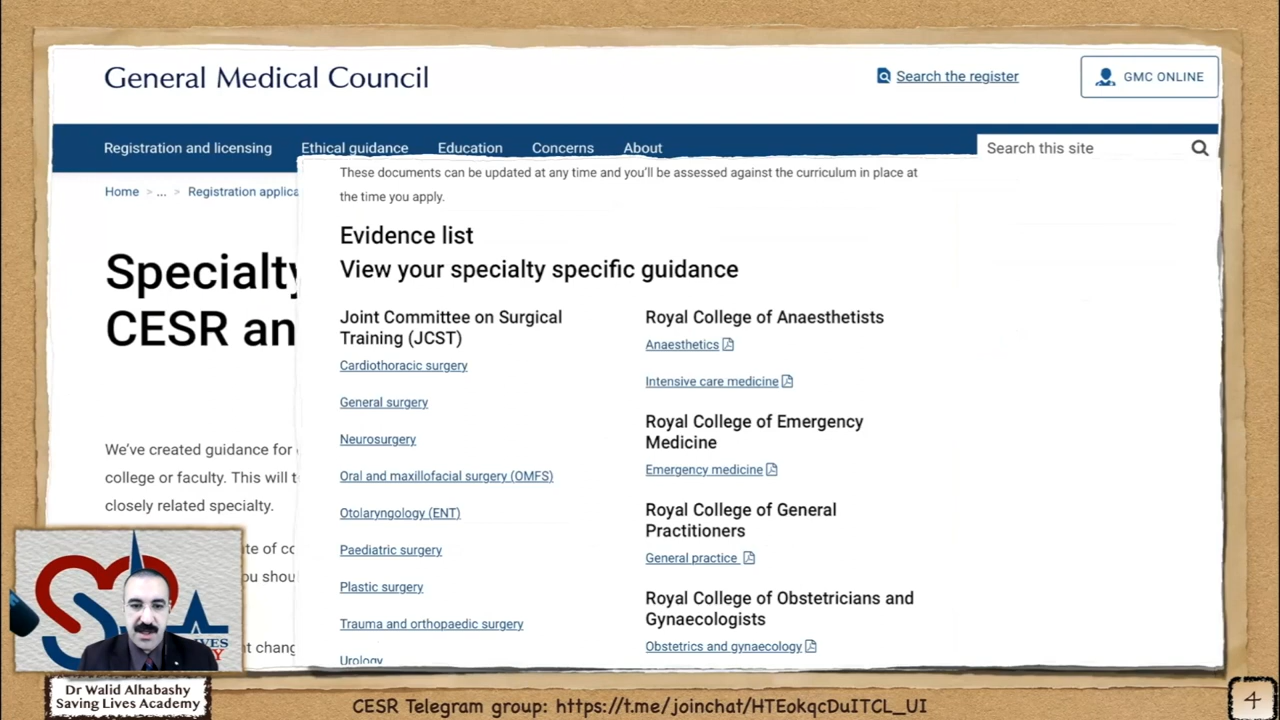 General Medical Council
Search the register
GMC ONLINE
Registration and licensing
Ethical guidance
Education
Concerns
About
Search this site
Home > ... > Registration applica
Specialty
CESR an
We've created guidance for
college or faculty. This will t
closely related specialty.
te of co
ou shou
t chang
These documents can be updated at any time and you'll be assessed against the curriculum in place at
the time you apply.
Evidence list
View your specialty specific guidance
Joint Committee on Surgical
Training (JCST)
Cardiothoracic surgery
General surgery
Neurosurgery
Oral and maxillofacial surgery (OMFS)
Otolaryngology (ENT)
Paediatric surgery
Plastic surgery
Trauma and orthopaedic surgery
Urology
Royal College of Anaesthetists
Anaesthetics
Intensive care medicine
Royal College of Emergency
Medicine
Emergency medicine
Royal College of General
Practitioners
General practice
Royal College of Obstetricians and
Gynaecologists
Obstetrics and gynaecology
Dr Walid Alhabashy
Saving Lives Academy
CESR Telegram group: https://t.me/joinchat/HTEokqcDuITCL_UI
4